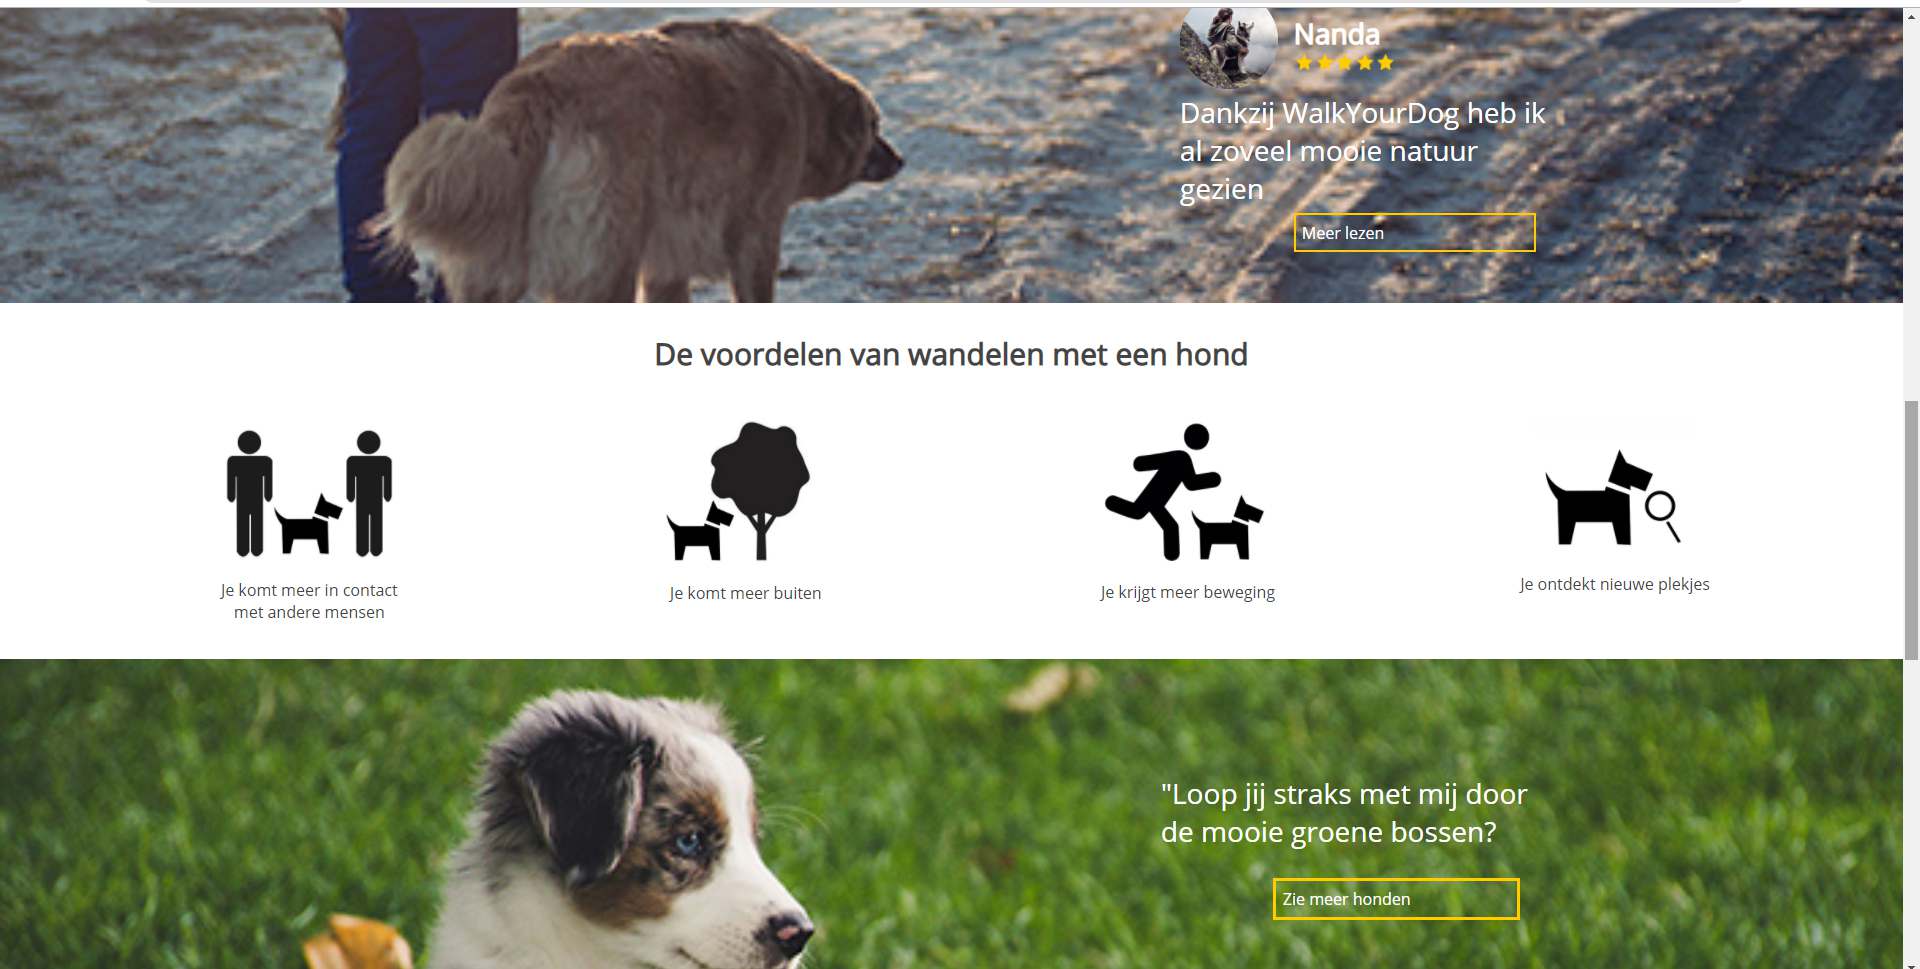 Nanda
Dankzij WalkYourDog heb ik
al zoveel mooie natuur
gezien
Meer lezen
De voordelen van wandelen met een hond
Je komt meer in contact
met andere mensen
Je komt meer buiten
Je krijgt meer beweging
Je ontdekt nieuwe plekjes
"Loop jij straks met mij door
de mooie groene bossen?
Zie meer honden